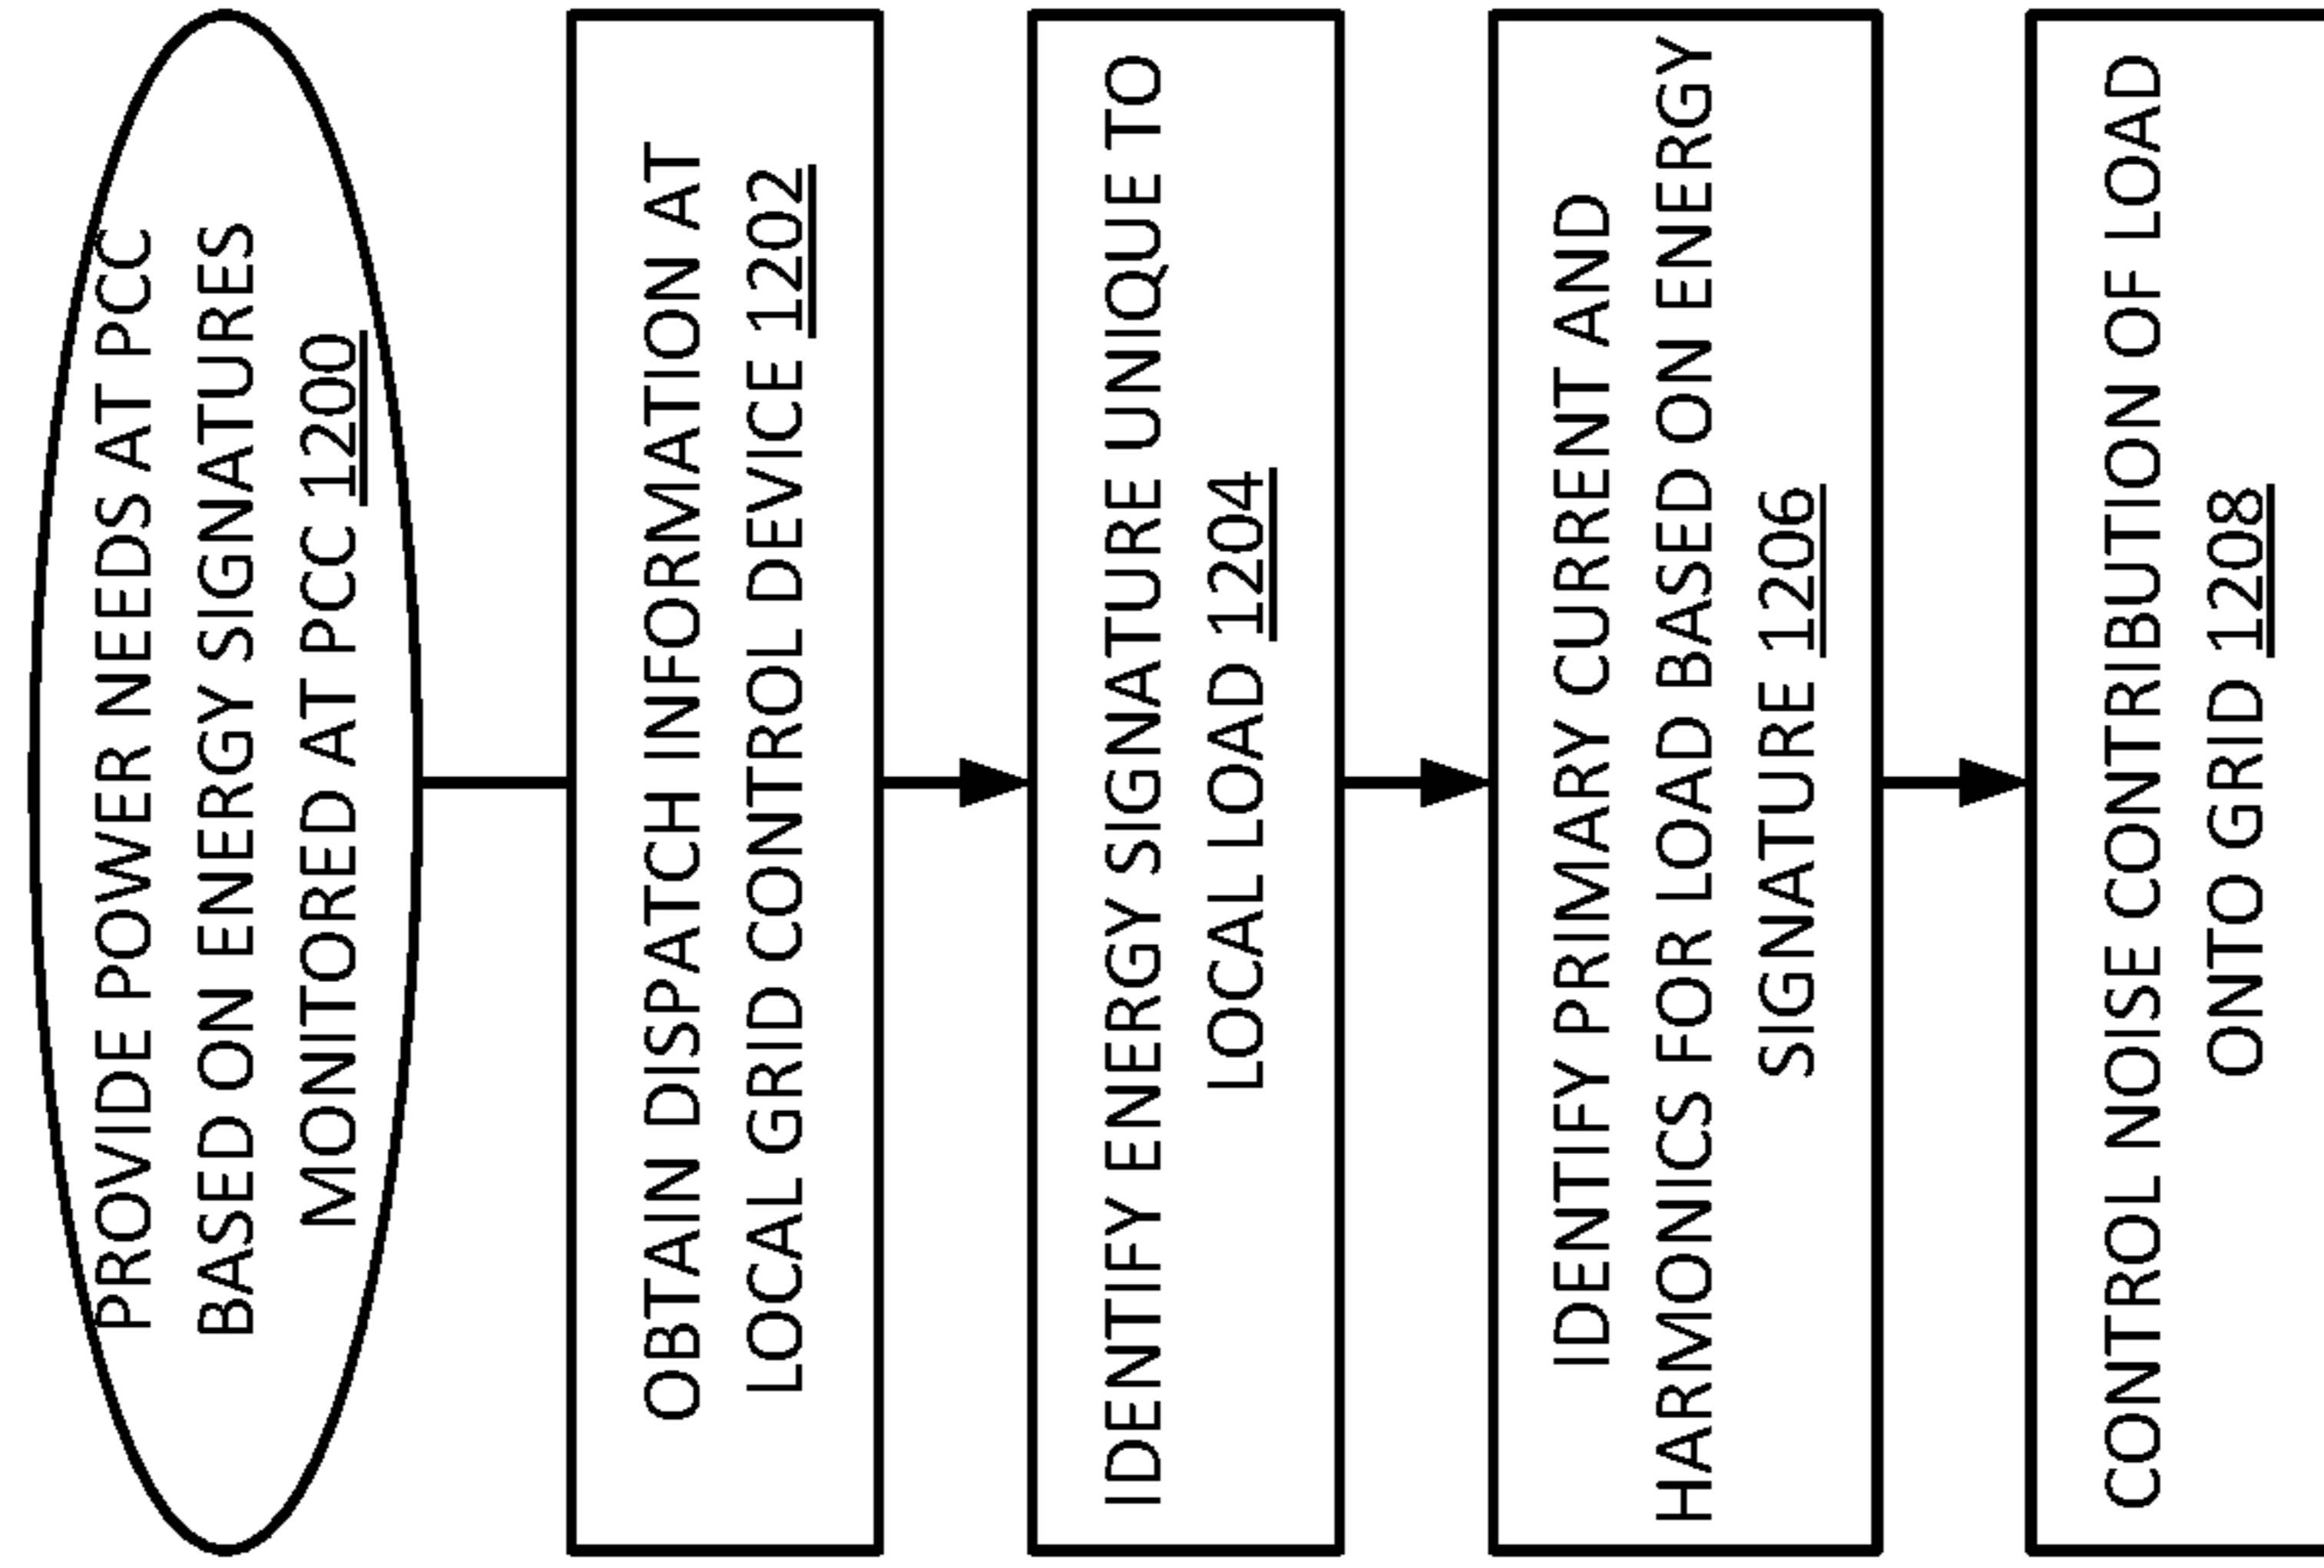 PROVIDE POWER NEEDS AT PCC
BASED ON ENERGY SIGNATURES
MONITORED AT PCC 1200
OBTAIN DISPATCH INFORMATION AT
LOCAL GRID CONTROL DEVICE 1202
IDENTIFY ENERGY SIGNATURE UNIQUE TO
LOCAL LOAD 1204
IDENTIFY PRIMARY CURRENT AND
HARMONICS FOR LOAD BASED ON ENERGY
SIGNATURE 1206
CONTROL NOISE CONTRIBUTION OF LOAD
ONTO GRID 1208